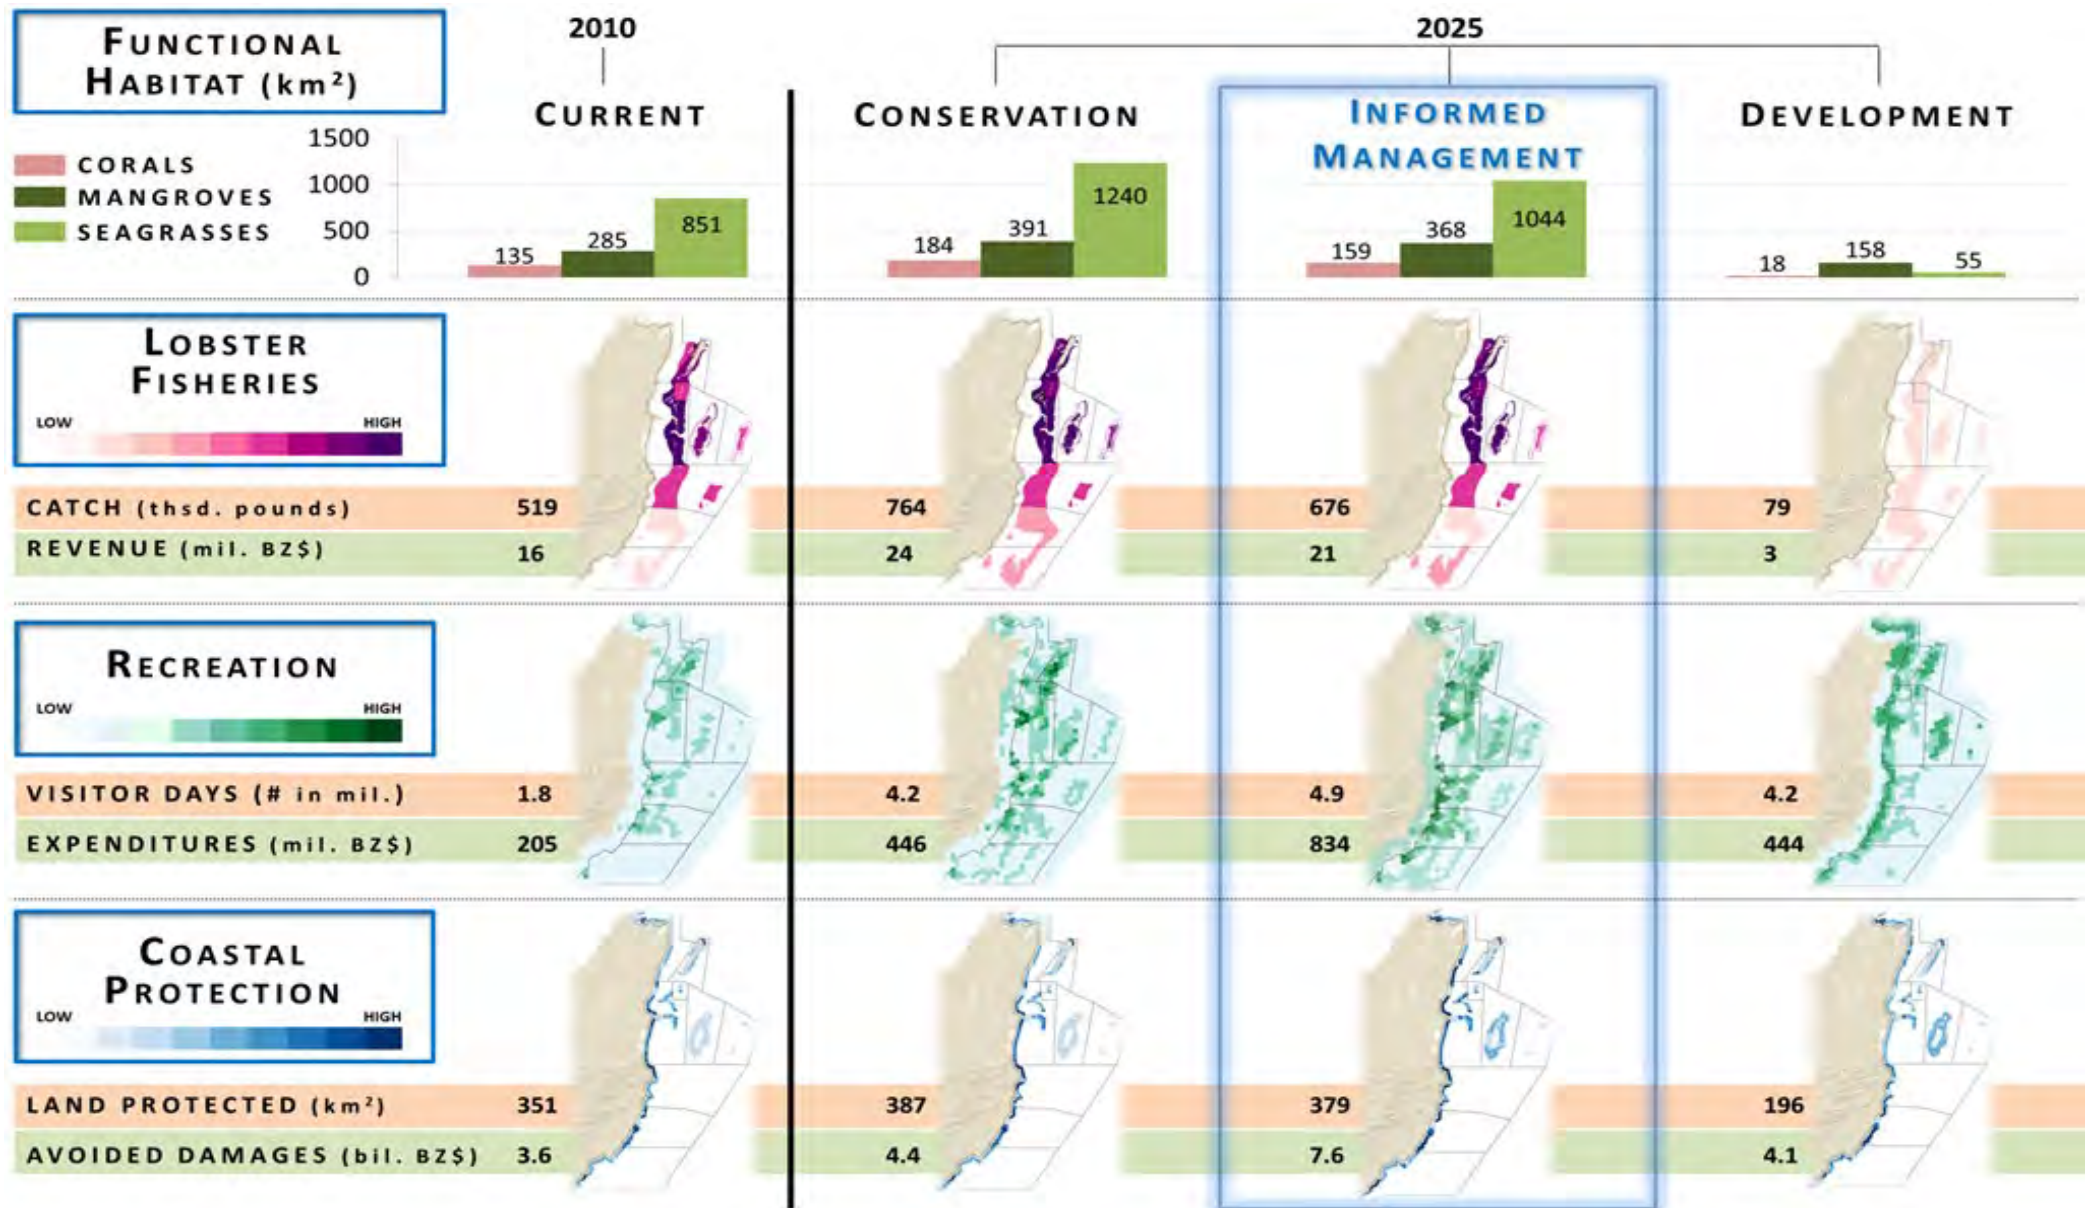 FUNCTIONAL
HABITAT (km²)
2010
2025
CURRENT
CONSERVATION
INFORMED
MANAGEMENT
DEVELOPMENT
CORALS
MANGROVES
SEAGRASSES
1500
1000
500
0
135
285
851
184
391
1240
159
368
1044
18
158
55
LOBSTER
FISHERIES
LOW HIGH
CATCH (thsd. pounds) 519 764 676 79
REVENUE (mil. BZ$) 16 24 21 3
RECREATION
LOW HIGH
VISITOR DAYS (# in mil.) 1.8 4.2 4.9 4.2
EXPENDITURES (mil. BZ$) 205 446 834 444
COASTAL
PROTECTION
LOW HIGH
LAND PROTECTED (km²) 351 387 379 196
AVOIDED DAMAGES (bil. BZ$) 3.6 4.4 7.6 4.1